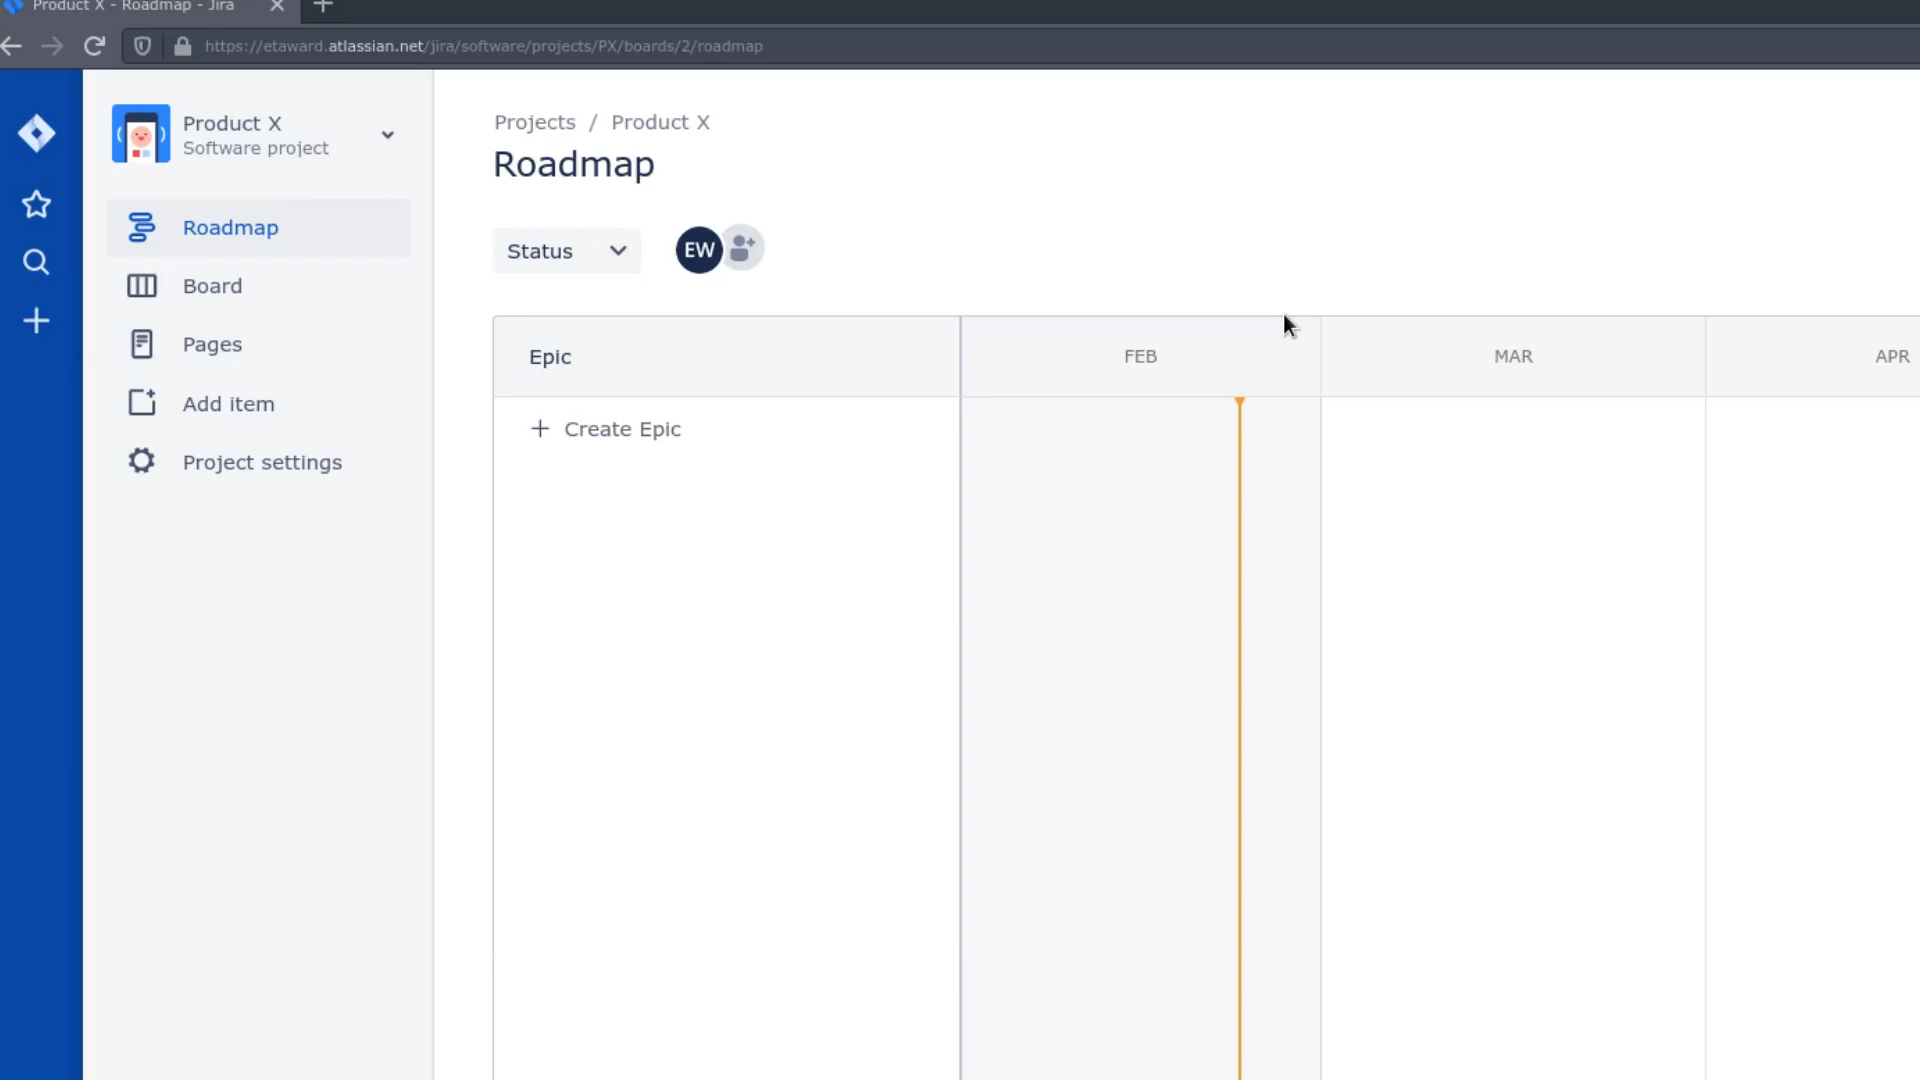 Product X - Roadmap - Jira
https://etaward.atlassian.net/jira/software/projects/PX/boards/2/roadmap
Product X
Software project
Roadmap
Board
Pages
Add item
Project settings
Projects / Product X
Roadmap
Status
EW
Epic
FEB
MAR
APR
Create Epic